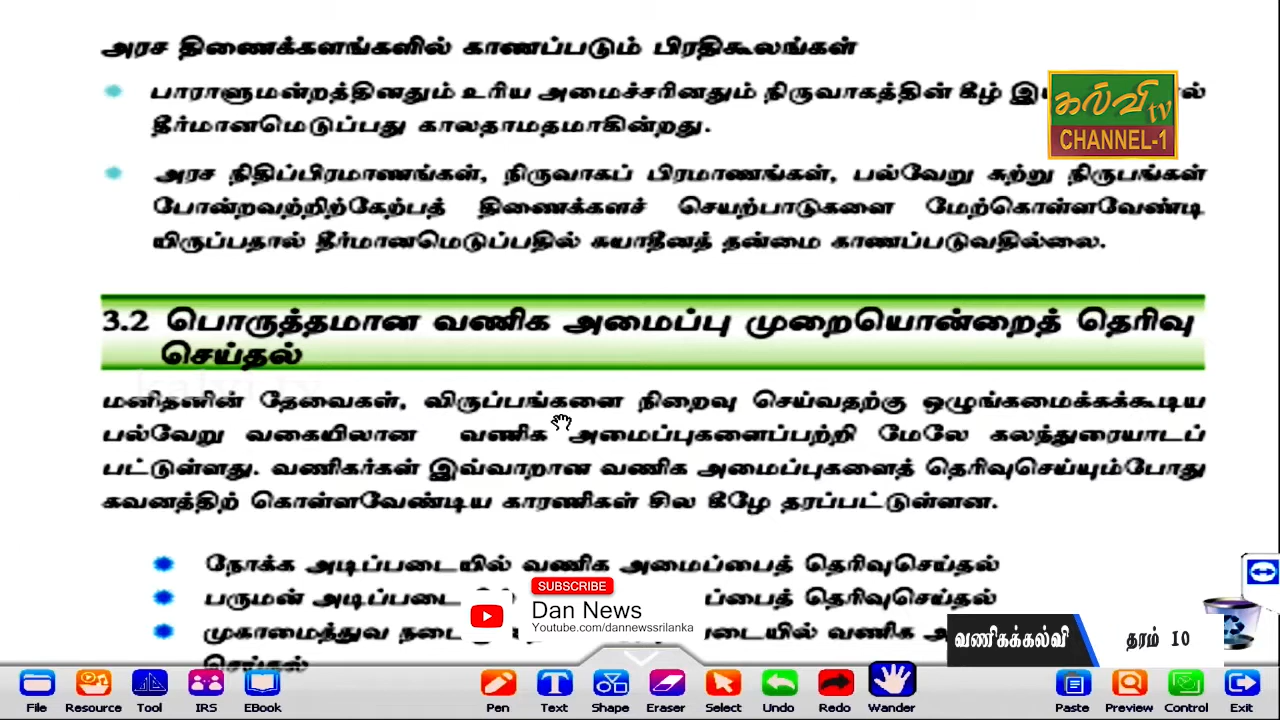 அரச திணைக்களங்களில் காணப்படும் பிரதிகூலங்கள்
பாராளுமன்றத்தினதும் உரிய அமைச்சரினதும் நிருவாகத்தின் கீழ்
தீர்மானமெடுப்பது காலதாமதமாகின்றது.
அரச நிதிப்பிரமாணங்கள், நிருவாகப் பிரமாணங்கள், பல்வேறு சுற்று நிருபங்கள்
போன்றவற்றிற்கேற்பத் திணைக்களச் செயற்பாடுகளை மேற்கொள்ளவேண்டி
யிருப்பதால் தீர்மானமெடுப்பதில் சுயாதீனத் தன்மை காணப்படுவதில்லை.
கல்வி tv
CHANNEL-1
3.2 பொருத்தமான வணிக அமைப்பு முறையொன்றைத் தெரிவு
செய்தல்
மனிதனின் தேவைகள், விருப்பங்களை நிறைவு செய்வதற்கு ஒழுங்கமைக்கக்கூடிய
பல்வேறு வகையிலான வணிக அமைப்புகளைப்பற்றி மேலே கலந்துரையாடப்
பட்டுள்ளது. வணிகர்கள் இவ்வாறான வணிக அமைப்புகளைத் தெரிவுசெய்யும்போது
கவனத்திற் கொள்ளவேண்டிய காரணிகள் சில கீழே தரப்பட்டுள்ளன.
நோக்க அடிப்படையில் வணிக அமைப்பைத் தெரிவுசெய்தல்
பருமன் அடிப்படை ப்பைத் தெரிவுசெய்தல்
முகாமைத்துவ நடை டையில் வணிக
செய்தல்
SUBSCRIBE
Dan News
Youtube.com/dannewssrilanka
வணிகக்கல்வி தரம் 10
File Resource Tool IRS EBook Pen Text Shape Eraser Select Undo Redo Wander Paste Preview Control Exit